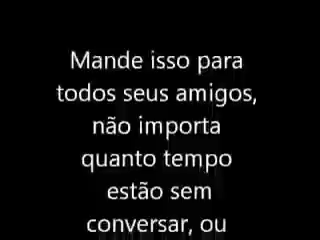 Mande isso para
todos seus amigos,
não importa
quanto tempo
estão sem
conversar, ou